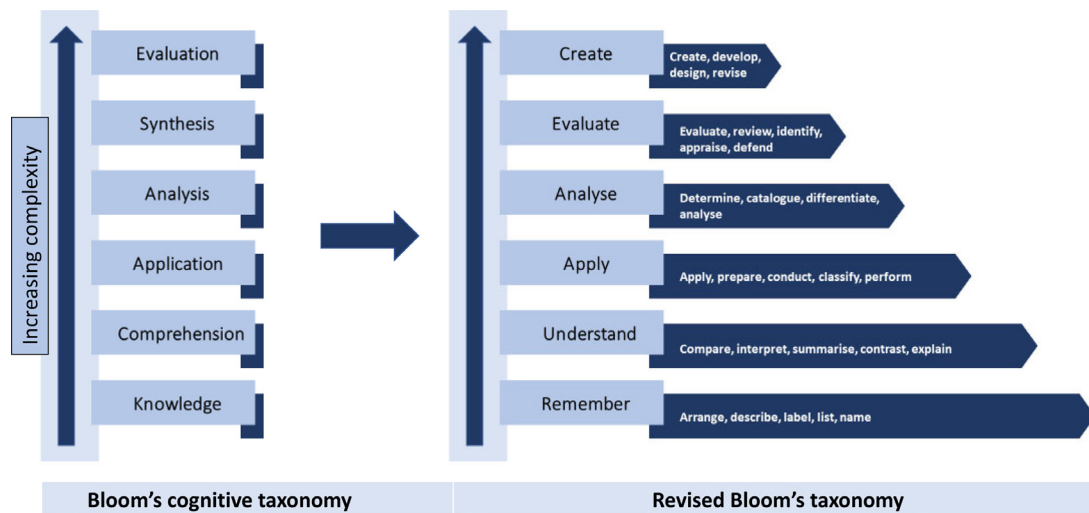 Increasing complexity
Evaluation
Synthesis
Analysis
Application
Comprehension
Knowledge
Bloom's cognitive taxonomy
Create
Create, develop,
design, revise
Evaluate
Evaluate, review, identify,
appraise, defend
Analyse
Determine, catalogue, differentiate,
analyse
Apply
Apply, prepare, conduct, classify, perform
Understand
Compare, interpret, summarise, contrast, explain
Remember
Arrange, describe, label, list, name
Revised Bloom's taxonomy